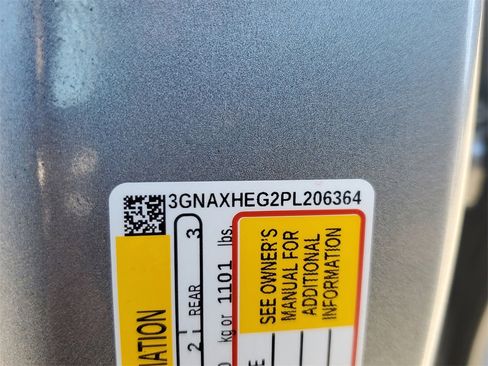 3GNAXHEG2PL206364
MATION
2 REAR 3
kg or 1101 lbs.
SEE OWNER'S
MANUAL FOR
ADDITIONAL
INFORMATION